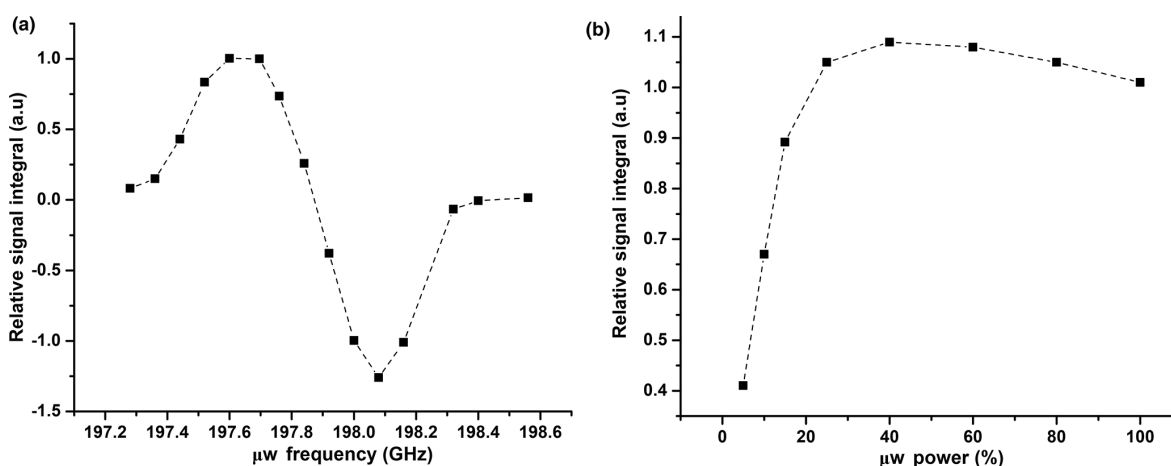 (a)
Relative signal integral (a.u)
1.0
0.5
0.0
-0.5
-1.0
-1.5
197.2 197.4 197.6 197.8 198.0 198.2 198.4 198.6
μw frequency (GHz)
(b)
Relative signal integral (a.u)
1.1
1.0
0.9
0.8
0.7
0.6
0.5
0.4
0 20 40 60 80 100
μw power (%)